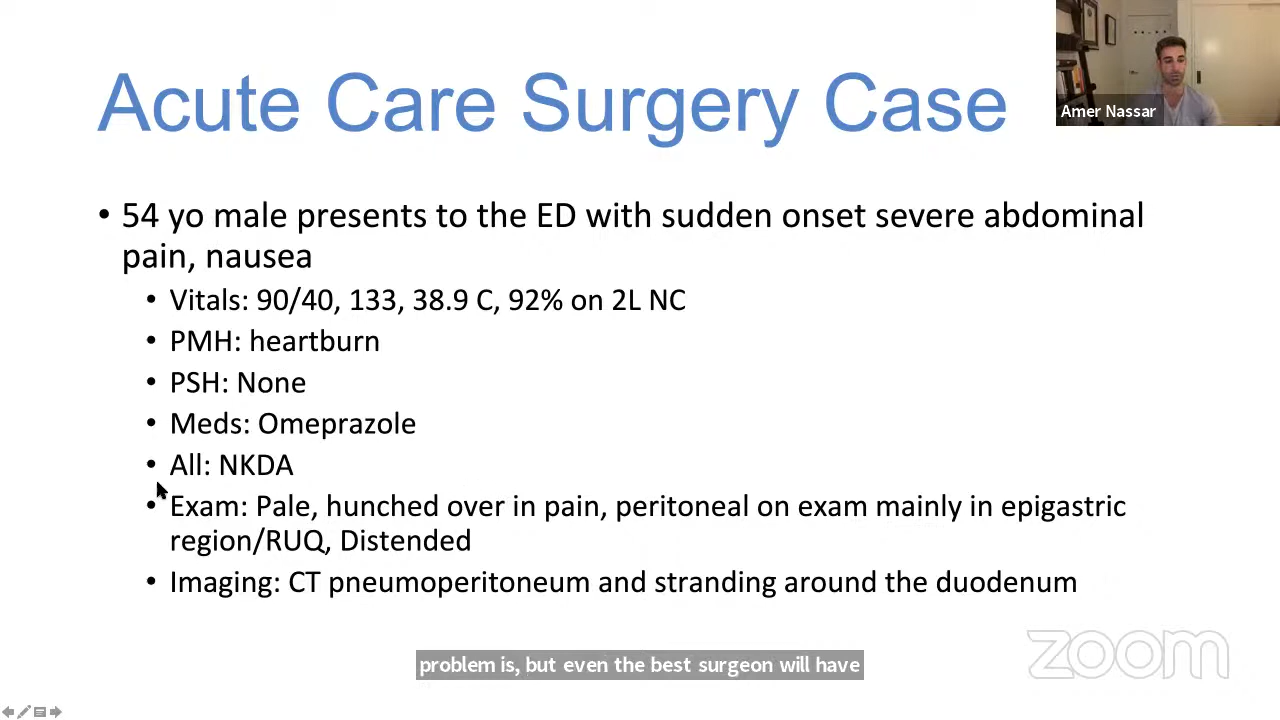 Acute Care Surgery Case
Amer Nassar
• 54 yo male presents to the ED with sudden onset severe abdominal
pain, nausea
• Vitals: 90/40, 133, 38.9 C, 92% on 2L NC
• PMH: heartburn
• PSH: None
• Meds: Omeprazole
• All: NKDA
• Exam: Pale, hunched over in pain, peritoneal on exam mainly in epigastric
region/RUQ, Distended
• Imaging: CT pneumoperitoneum and stranding around the duodenum
zoom
problem is, but even the best surgeon will have